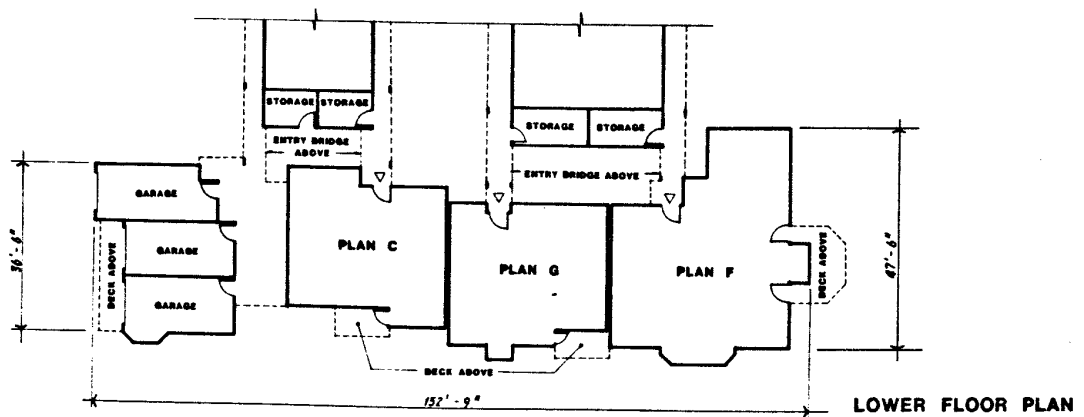 STORAGE STORAGE
ENTRY BRIDGE
ABOVE
STORAGE STORAGE
ENTRY BRIDGE ABOVE
GARAGE
GARAGE
GARAGE
DECK ABOVE
36'-6"
PLAN C
PLAN G
PLAN F
DECK ABOVE
47'-6"
DECK ABOVE
132'-9"
LOWER FLOOR PLAN